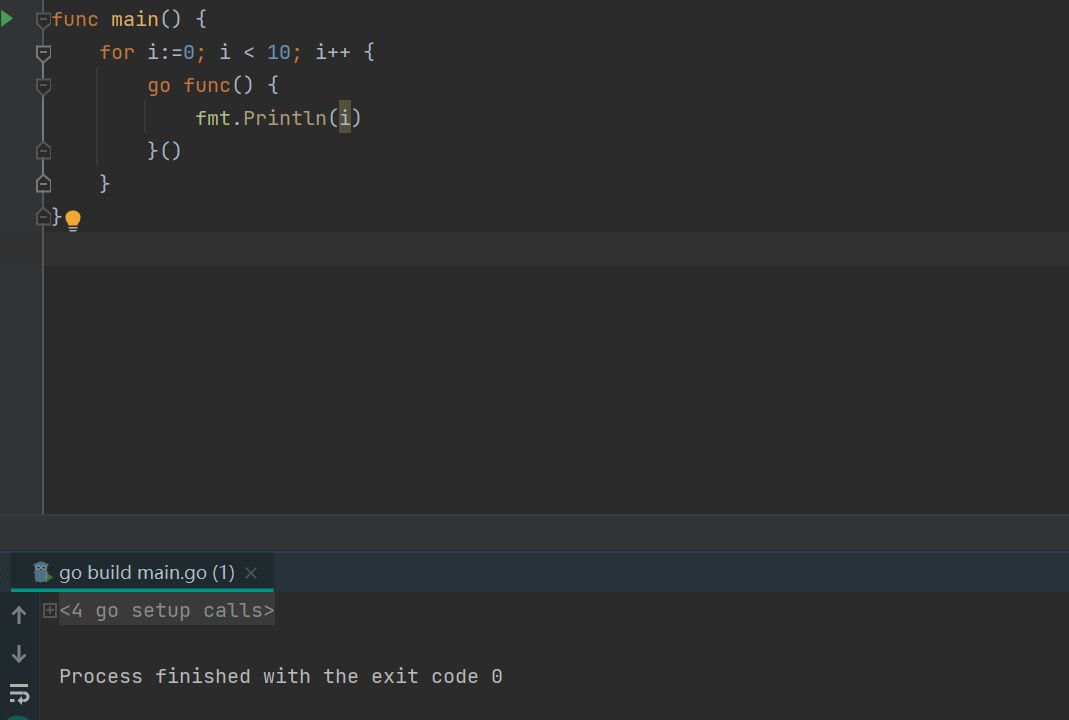 func main() {
    for i:=0; i < 10; i++ {
        go func() {
            fmt.Println(i)
        }()
    }
}
go build main.go (1)
<4 go setup calls>
Process finished with the exit code 0